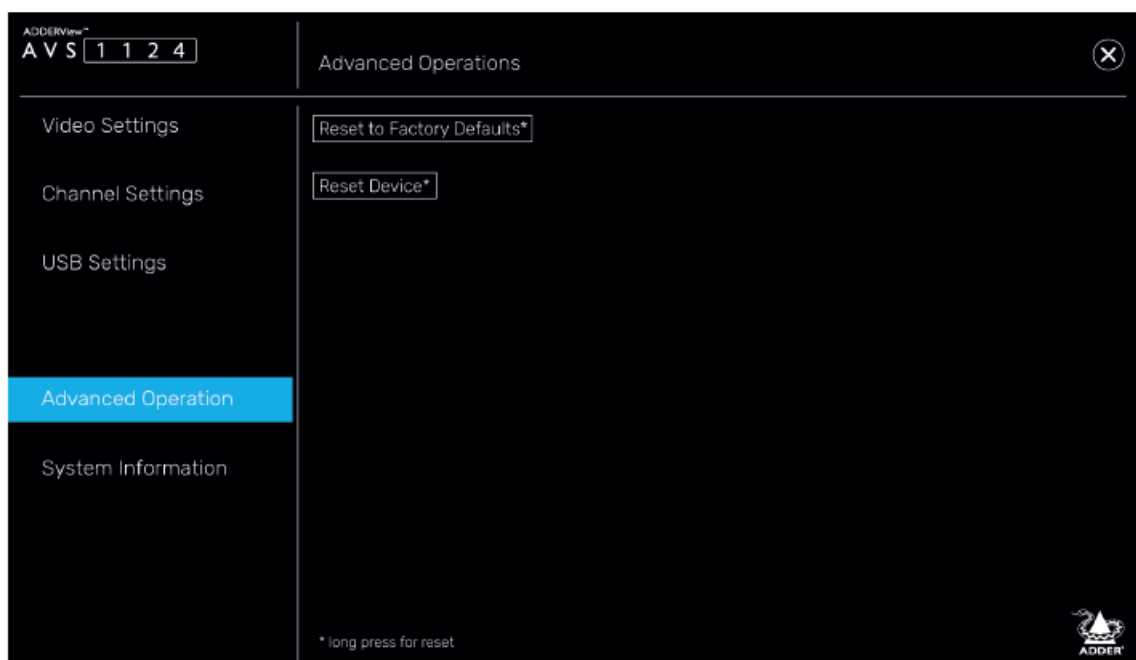 ADDERView™
AVS 1 1 2 4
Advanced Operations
Video Settings
Channel Settings
USB Settings
Advanced Operation
System Information
Reset to Factory Defaults*
Reset Device*
* long press for reset
ADDER